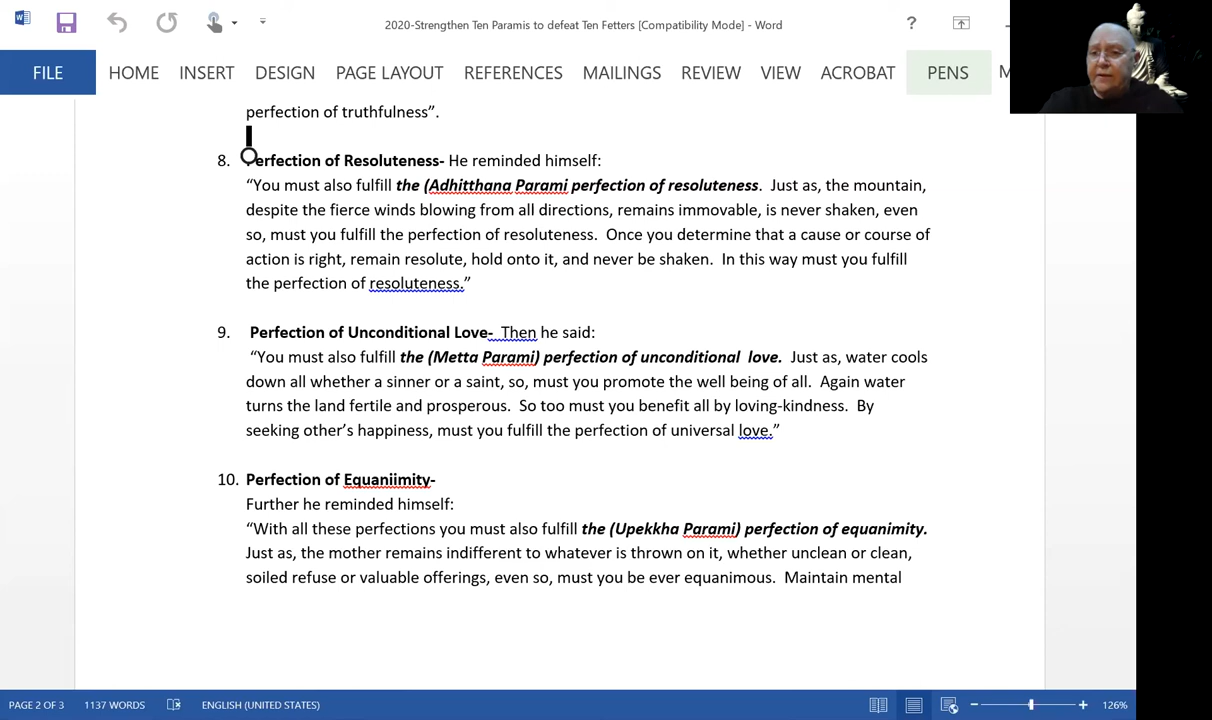 2020-Strengthen Ten Paramis to defeat Ten Fetters [Compatibility Mode] - Word
?
FILE HOME INSERT DESIGN PAGE LAYOUT REFERENCES MAILINGS REVIEW VIEW ACROBAT PENS M
perfection of truthfulness”.
8. Perfection of Resoluteness- He reminded himself:
“You must also fulfill the (Adhitthana Parami perfection of resoluteness. Just as, the mountain,
despite the fierce winds blowing from all directions, remains immovable, is never shaken, even
so, must you fulfill the perfection of resoluteness. Once you determine that a cause or course of
action is right, remain resolute, hold onto it, and never be shaken. In this way must you fulfill
the perfection of resoluteness.”
9. Perfection of Unconditional Love- Then he said:
“You must also fulfill the (Metta Parami) perfection of unconditional love. Just as, water cools
down all whether a sinner or a saint, so, must you promote the well being of all. Again water
turns the land fertile and prosperous. So too must you benefit all by loving-kindness. By
seeking other’s happiness, must you fulfill the perfection of universal love.”
10. Perfection of Equaniimity-
Further he reminded himself:
“With all these perfections you must also fulfill the (Upekkha Parami) perfection of equanimity.
Just as, the mother remains indifferent to whatever is thrown on it, whether unclean or clean,
soiled refuse or valuable offerings, even so, must you be ever equanimous. Maintain mental
PAGE 2 OF 3 1137 WORDS ENGLISH (UNITED STATES) 126%